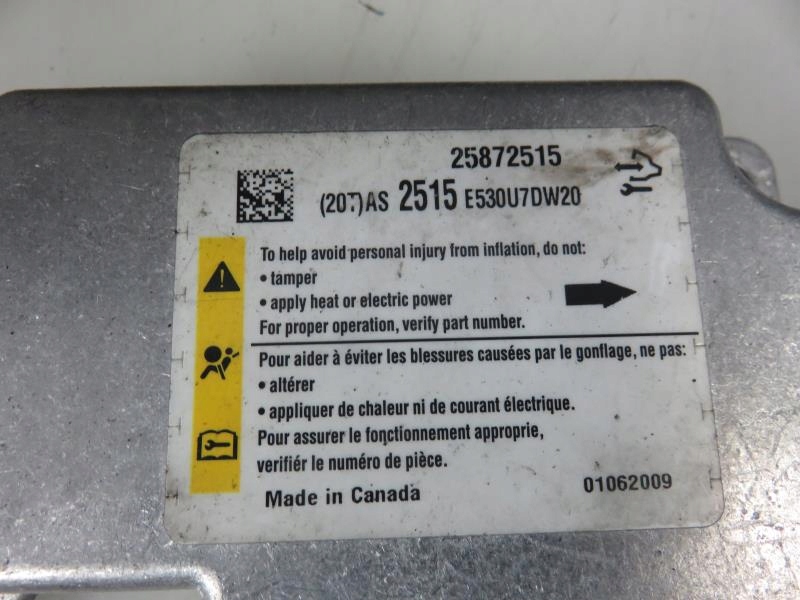 25872515
(20T)AS 2515 E530U7DW20
To help avoid personal injury from inflation, do not:
• tamper
• apply heat or electric power
For proper operation, verify part number.
Pour aider à éviter les blessures causées par le gonflage, ne pas:
• altérer
• appliquer de chaleur ni de courant électrique.
Pour assurer le fonctionnement approprie,
verifiér le numéro de pièce.
Made in Canada
01062009